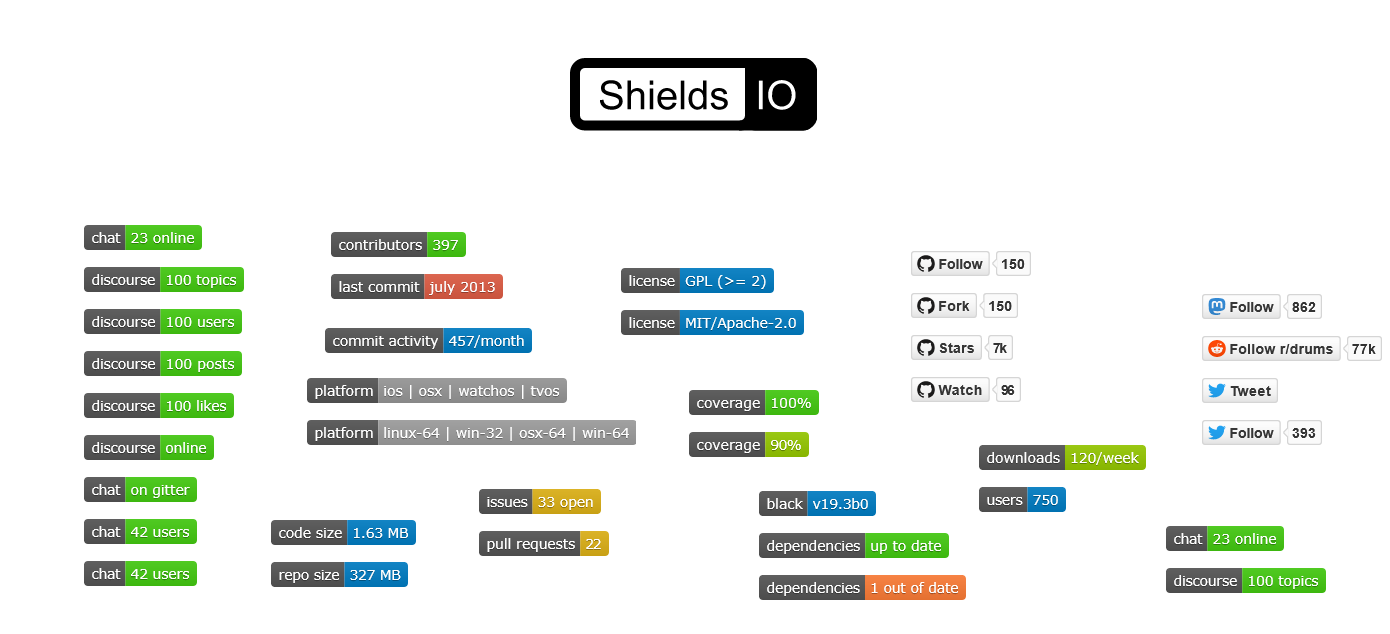 Shields IO
chat 23 online
discourse 100 topics
discourse 100 users
discourse 100 posts
discourse 100 likes
discourse online
chat on gitter
chat 42 users
chat 42 users
contributors 397
last commit july 2013
commit activity 457/month
platform ios | osx | watchos | tvos
platform linux-64 | win-32 | osx-64 | win-64
code size 1.63 MB
repo size 327 MB
issues 33 open
pull requests 22
license GPL (>= 2)
license MIT/Apache-2.0
coverage 100%
coverage 90%
black v19.3b0
dependencies up to date
dependencies 1 out of date
Follow 150
Fork 150
Stars 7k
Watch 96
downloads 120/week
users 750
Follow 862
Follow r/drums 77k
Tweet
Follow 393
chat 23 online
discourse 100 topics